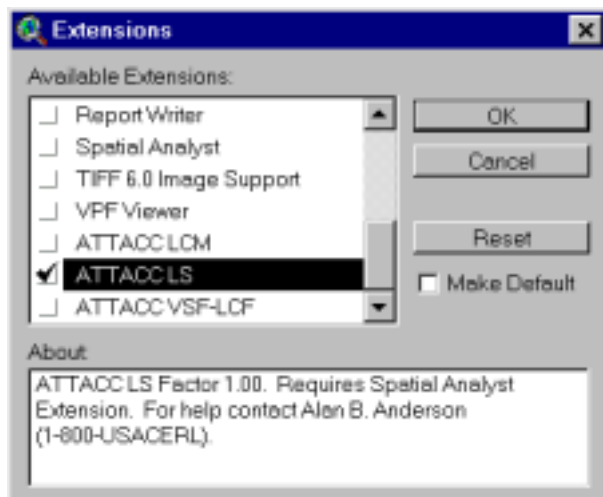 Extensions
Available Extensions:
Report Writer
Spatial Analyst
TIFF 6.0 Image Support
VPF Viewer
ATTACC LCM
ATTACC LS
ATTACC VSF-LCF
OK
Cancel
Reset
Make Default
About
ATTACC LS Factor 1.00. Requires Spatial Analyst
Extension. For help contact Alan B. Anderson
(1-800-USACERL).